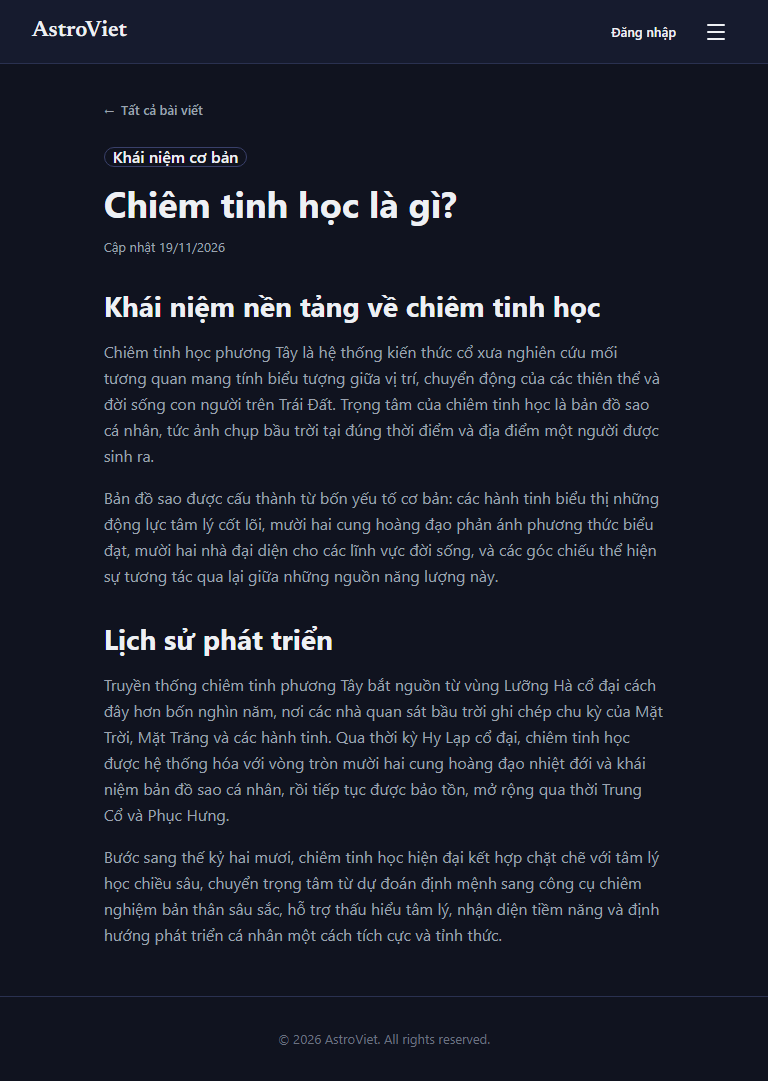 AstroViet
Đăng nhập
← Tất cả bài viết
Khái niệm cơ bản
Chiêm tinh học là gì?
Cập nhật 19/11/2026
Khái niệm nền tảng về chiêm tinh học
Chiêm tinh học phương Tây là hệ thống kiến thức cổ xưa nghiên cứu mối
tương quan mang tính biểu tượng giữa vị trí, chuyển động của các thiên thể và
đời sống con người trên Trái Đất. Trọng tâm của chiêm tinh học là bản đồ sao
cá nhân, tức ảnh chụp bầu trời tại đúng thời điểm và địa điểm một người được
sinh ra.
Bản đồ sao được cấu thành từ bốn yếu tố cơ bản: các hành tinh biểu thị những
động lực tâm lý cốt lõi, mười hai cung hoàng đạo phản ánh phương thức biểu
đạt, mười hai nhà đại diện cho các lĩnh vực đời sống, và các góc chiếu thể hiện
sự tương tác qua lại giữa những nguồn năng lượng này.
Lịch sử phát triển
Truyền thống chiêm tinh phương Tây bắt nguồn từ vùng Lưỡng Hà cổ đại cách
đây hơn bốn nghìn năm, nơi các nhà quan sát bầu trời ghi chép chu kỳ của Mặt
Trời, Mặt Trăng và các hành tinh. Qua thời kỳ Hy Lạp cổ đại, chiêm tinh học
được hệ thống hóa với vòng tròn mười hai cung hoàng đạo nhiệt đới và khái
niệm bản đồ sao cá nhân, rồi tiếp tục được bảo tồn, mở rộng qua thời Trung
Cổ và Phục Hưng.
Bước sang thế kỷ hai mươi, chiêm tinh học hiện đại kết hợp chặt chẽ với tâm lý
học chiều sâu, chuyển trọng tâm từ dự đoán định mệnh sang công cụ chiêm
nghiệm bản thân sâu sắc, hỗ trợ thấu hiểu tâm lý, nhận diện tiềm năng và định
hướng phát triển cá nhân một cách tích cực và tỉnh thức.
© 2026 AstroViet. All rights reserved.